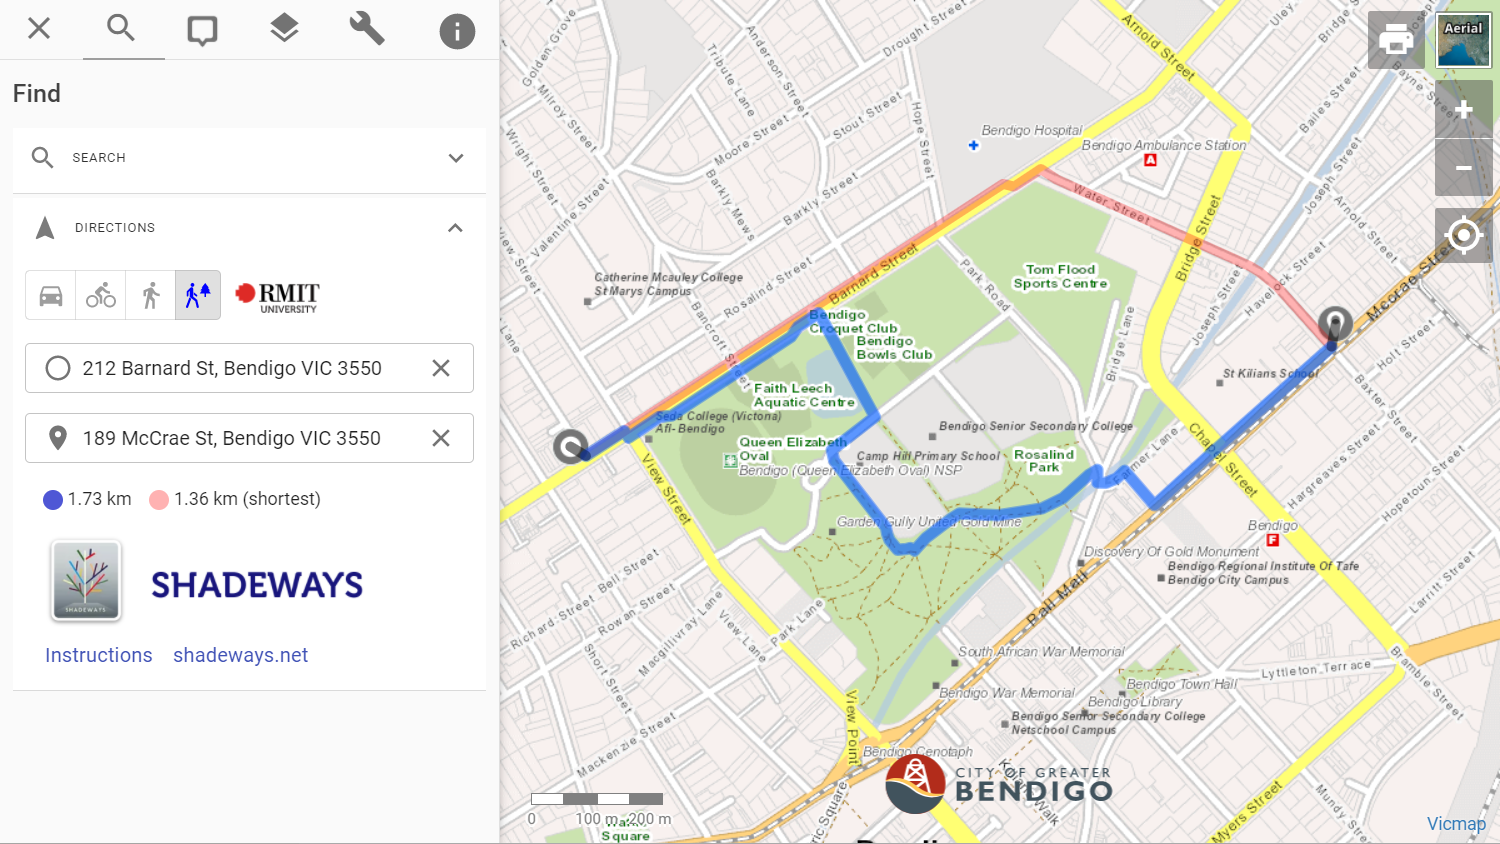 Find
SEARCH
DIRECTIONS
RMIT
UNIVERSITY
212 Barnard St, Bendigo VIC 3550
189 McCrae St, Bendigo VIC 3550
1.73 km
1.36 km (shortest)
SHADEWAYS
SHADEWAYS
Instructions
shadeways.net
Aerial
Golden Grove
Milroy Street
Wright Street
View Street
Valentine Street
Tribute Lane
Anderson Street
Drought Street
Stout Street
Moore Street
Hope Street
Barkly Mews
Barkly Street
Arnold Street
Bridge
Bailes Street
Bayne Street
Bendigo Hospital
Bendigo Ambulance Station
A
Water Street
Joseph Street
Arnold Street
Bridge Street
Catherine Mcauley College
St Marys Campus
Rosalind Street
Barnard Street
Park Road
Tom Flood
Sports Centre
Havelock Street
Joseph Street
Mccrae Street
Bancroft Street
Bendigo
Croquet Club
Bendigo
Bowls Club
Bridge Lane
Holt Street
St Kilians School
Baxter Street
Faith Leech
Aquatic Centre
Seda College (Victoria)
Afl-Bendigo
Queen Elizabeth
Oval
Bendigo (Queen Elizabeth Oval) NSP
Bendigo Senior Secondary College
Camp Hill Primary School
Rosalind
Park
Farmer Lane
Chapel Street
Hargreaves Street
Hopetoun Street
View Street
Garden Gully United Gold Mine
Bendigo
F
Discovery Of Gold Monument
Bendigo Regional Institute Of Tafe
Bendigo City Campus
Larritt Street
Richard Street
Bell Street
Rowan Street
Macgillivray Lane
Short Street
View Lane
Park Lane
Pall Mall
South African War Memorial
Lyttleton Terrace
Bramble Street
Bendigo Town Hall
Bendigo War Memorial
Bendigo Library
Bendigo Senior Secondary College
Netschool Campus
Mackenzie Street
View Point
Bendigo Cenotaph
CITY OF GREATER
BENDIGO
Walk
Square
Mundy Street
Myers Street
0
100 m
200 m
Square
Vicmap